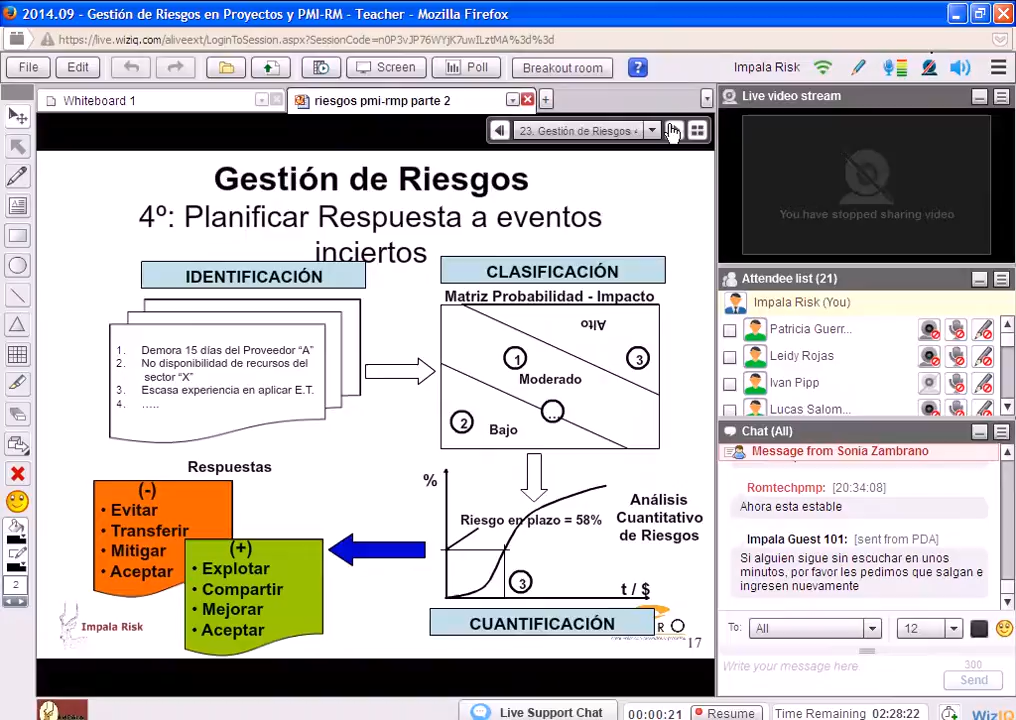 2014.09 - Gestión de Riesgos en Proyectos y PMI-RM - Teacher - Mozilla Firefox
https://live.wiziq.com/aliveext/LoginToSession.aspx?SessionCode=n0P3vJP76WYjK7uwILztMA%3d%3d
File Edit Screen Poll Breakout room ? Impala Risk
Whiteboard 1
riesgos pmi-rmp parte 2
Live video stream
23. Gestión de Riesgos
You have stopped sharing video
Gestión de Riesgos
4º: Planificar Respuesta a eventos
inciertos
IDENTIFICACIÓN
1. Demora 15 días del Proveedor “A”
2. No disponibilidad de recursos del
sector “X”
3. Escasa experiencia en aplicar E.T.
4. .....
CLASIFICACIÓN
Matriz Probabilidad - Impacto
Alto
1
3
Moderado
2
...
Bajo
Respuestas
(-)
• Evitar
• Transferir
• Mitigar
• Aceptar
(+)
• Explotar
• Compartir
• Mejorar
• Aceptar
%
Riesgo en plazo = 58%
Análisis
Cuantitativo
de Riesgos
3
t / $
CUANTIFICACIÓN
Impala Risk
R
17
Attendee list (21)
Impala Risk (You)
Patricia Guerr...
Leidy Rojas
Ivan Pipp
Lucas Salom...
Chat (All)
Message from Sonia Zambrano
Romtechpmp: [20:34:08]
Ahora esta estable
Impala Guest 101: [sent from PDA]
Si alguien sigue sin escuchar en unos
minutos, por favor les pedimos que salgan e
ingresen nuevamente
To: All 12
Write your message here 300
Send
2
Live Support Chat
00:00:21
Resume
Time Remaining 02:28:22
WizIQ